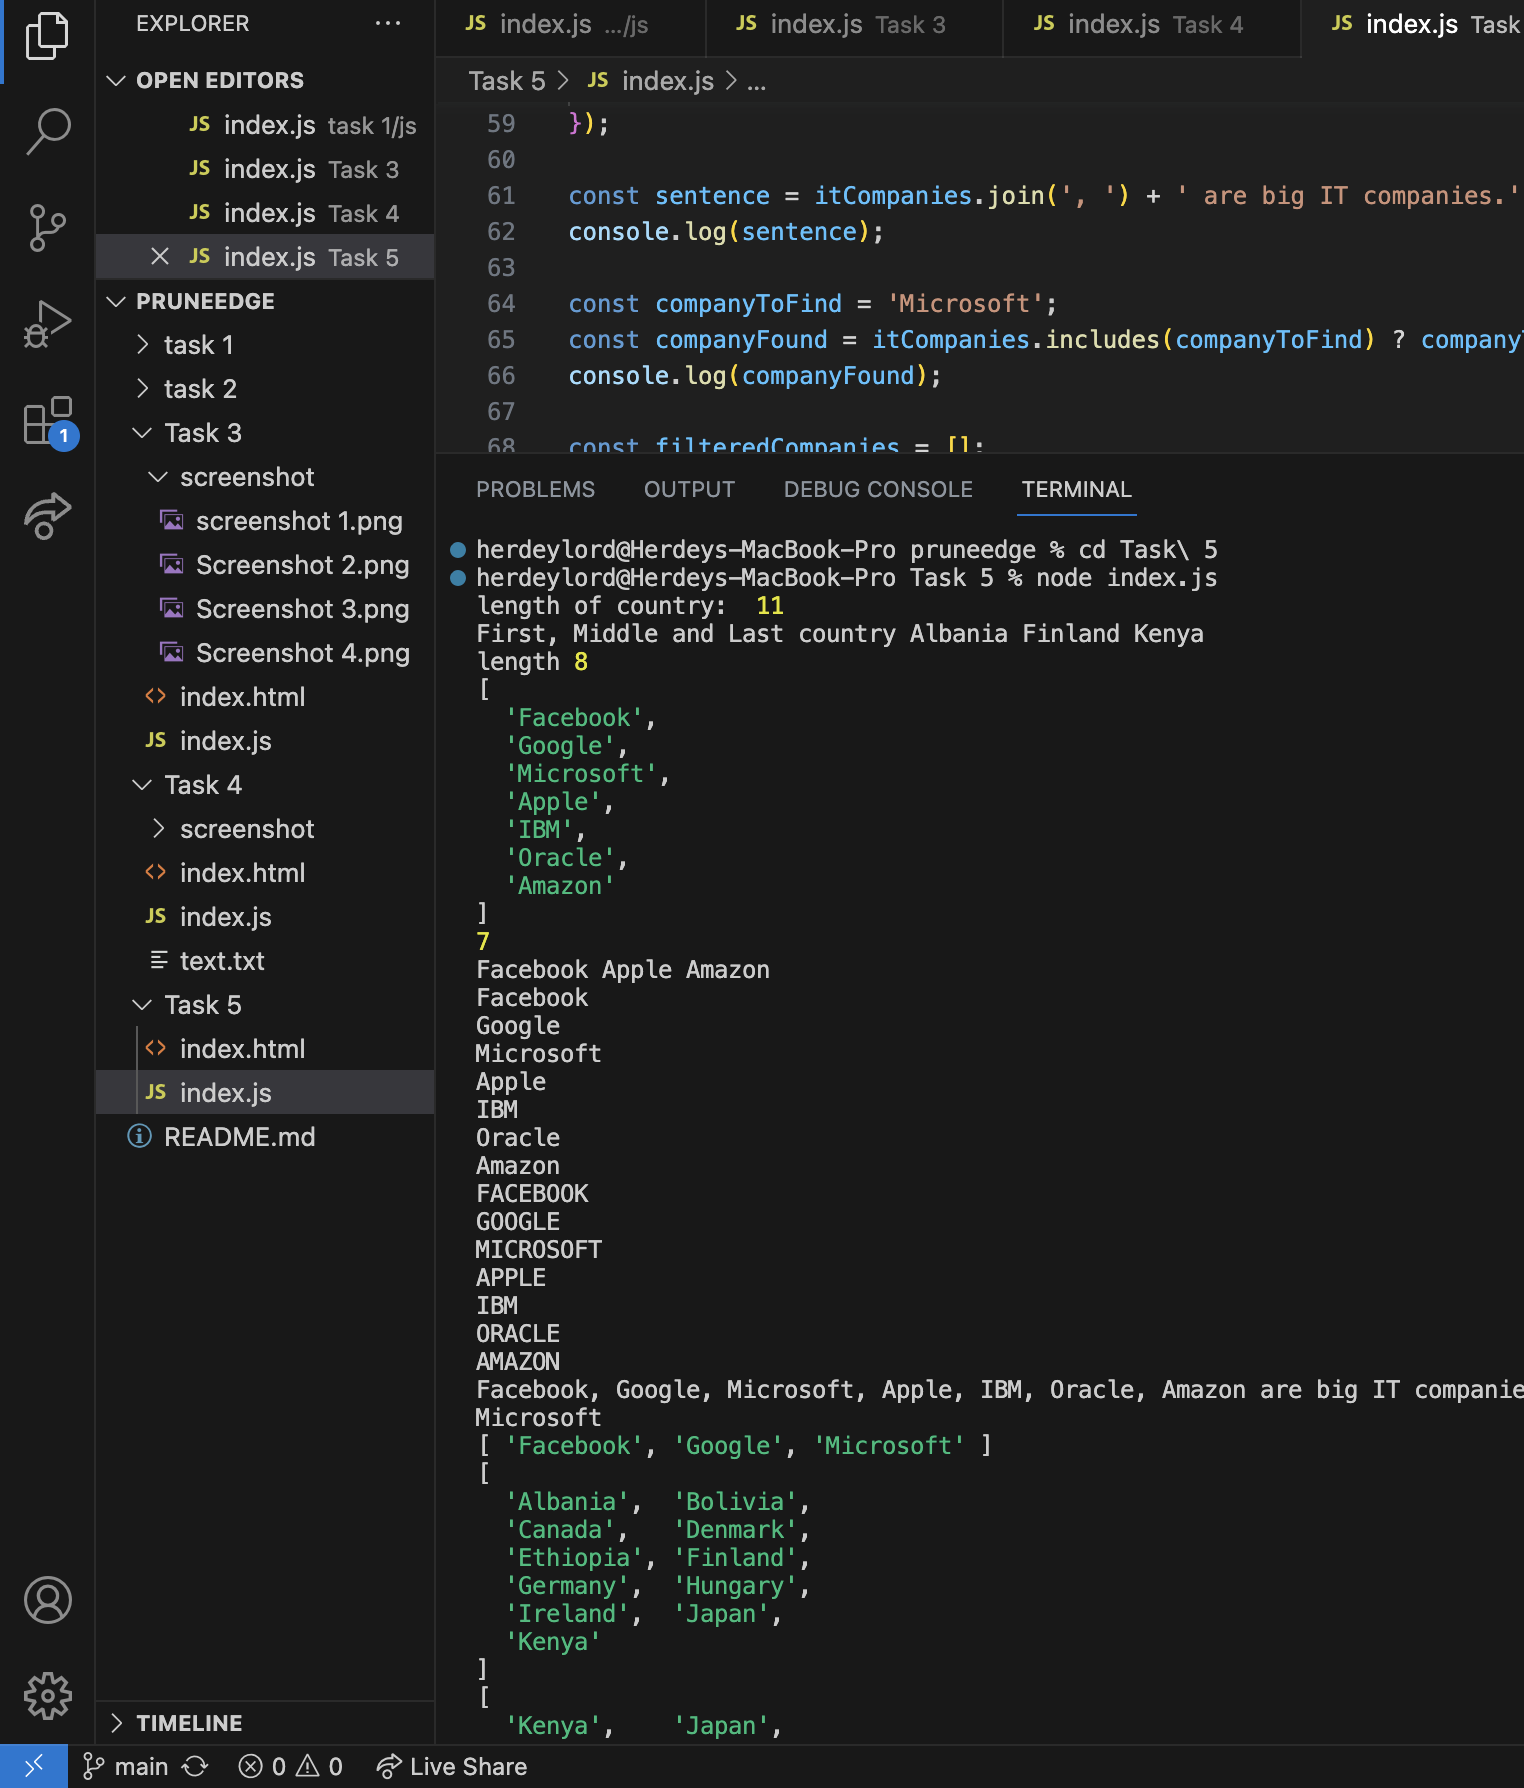 EXPLORER
OPEN EDITORS
JS index.js task 1/js
JS index.js Task 3
JS index.js Task 4
JS index.js Task 5
PRUNEEDGE
task 1
task 2
Task 3
screenshot
screenshot 1.png
Screenshot 2.png
Screenshot 3.png
Screenshot 4.png
<> index.html
JS index.js
Task 4
screenshot
<> index.html
JS index.js
text.txt
Task 5
<> index.html
JS index.js
README.md
TIMELINE
1
JS index.js .../js
JS index.js Task 3
JS index.js Task 4
JS index.js Task
Task 5 > JS index.js > ...
59 });
60
61 const sentence = itCompanies.join(', ') + ' are big IT companies.'
62 console.log(sentence);
63
64 const companyToFind = 'Microsoft';
65 const companyFound = itCompanies.includes(companyToFind) ? company
66 console.log(companyFound);
67
68 const filteredCompanies = [];
PROBLEMS OUTPUT DEBUG CONSOLE TERMINAL
herdeylord@Herdeys-MacBook-Pro pruneedge % cd Task\ 5
herdeylord@Herdeys-MacBook-Pro Task 5 % node index.js
length of country:  11
First, Middle and Last country Albania Finland Kenya
length 8
[
  'Facebook',
  'Google',
  'Microsoft',
  'Apple',
  'IBM',
  'Oracle',
  'Amazon'
]
7
Facebook Apple Amazon
Facebook
Google
Microsoft
Apple
IBM
Oracle
Amazon
FACEBOOK
GOOGLE
MICROSOFT
APPLE
IBM
ORACLE
AMAZON
Facebook, Google, Microsoft, Apple, IBM, Oracle, Amazon are big IT companie
Microsoft
[ 'Facebook', 'Google', 'Microsoft' ]
[
  'Albania',  'Bolivia',
  'Canada',   'Denmark',
  'Ethiopia', 'Finland',
  'Germany',  'Hungary',
  'Ireland',  'Japan',
  'Kenya'
]
[
  'Kenya',    'Japan',
main 0 0 Live Share